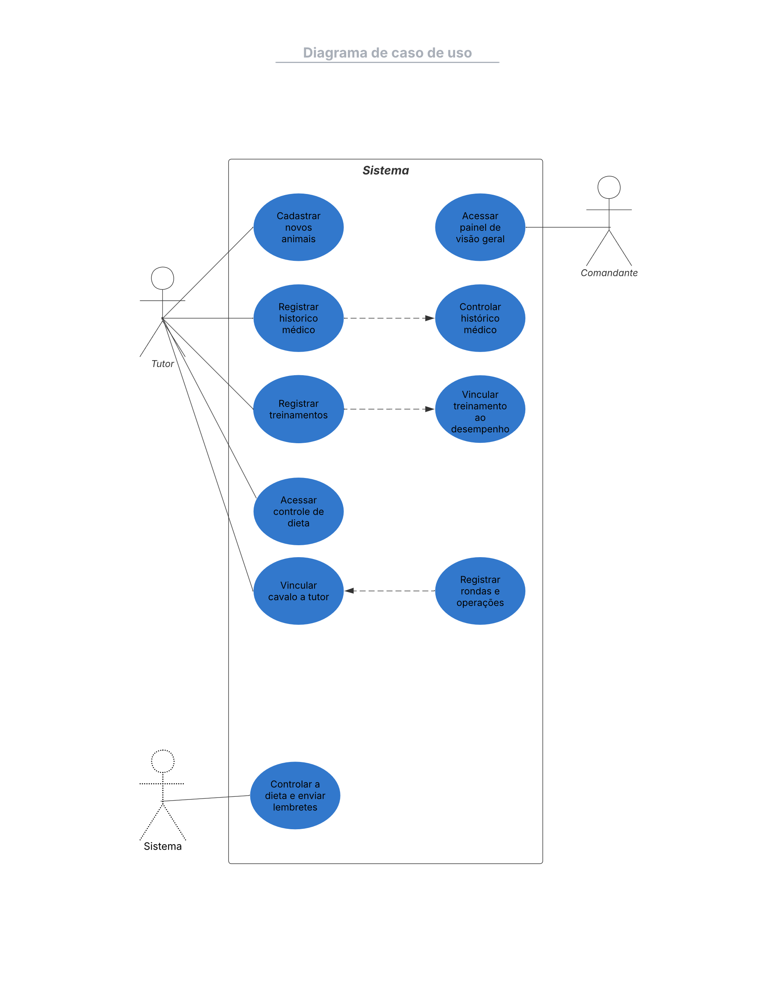 Diagrama de caso de uso
Sistema
Cadastrar
novos
animais
Acessar
painel de
visão geral
Comandante
Registrar
historico
médico
Controlar
histórico
médico
Tutor
Registrar
treinamentos
Vincular
treinamento
ao
desempenho
Acessar
controle de
dieta
Vincular
cavalo a tutor
Registrar
rondas e
operações
Controlar a
dieta e enviar
lembretes
Sistema